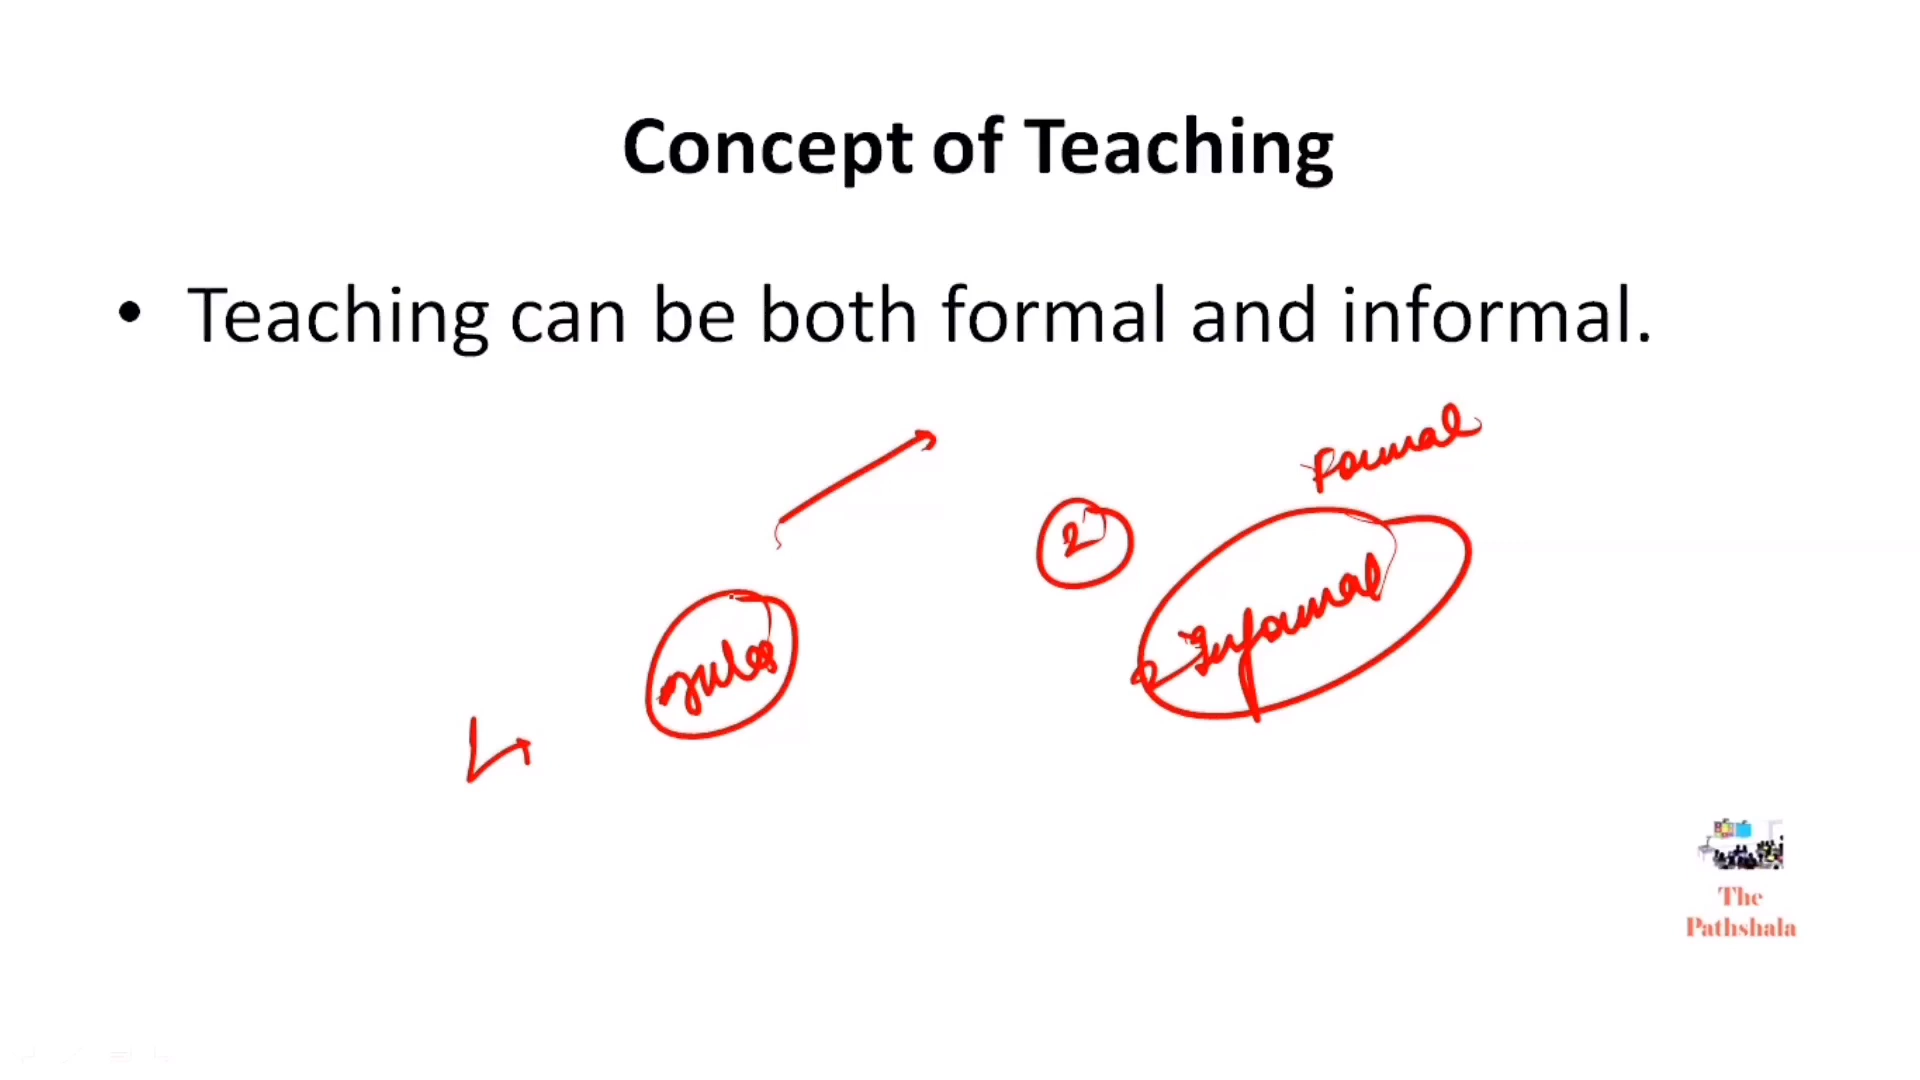 Concept of Teaching
• Teaching can be both formal and informal.
Formal
2
Informal
rules
The
Pathshala